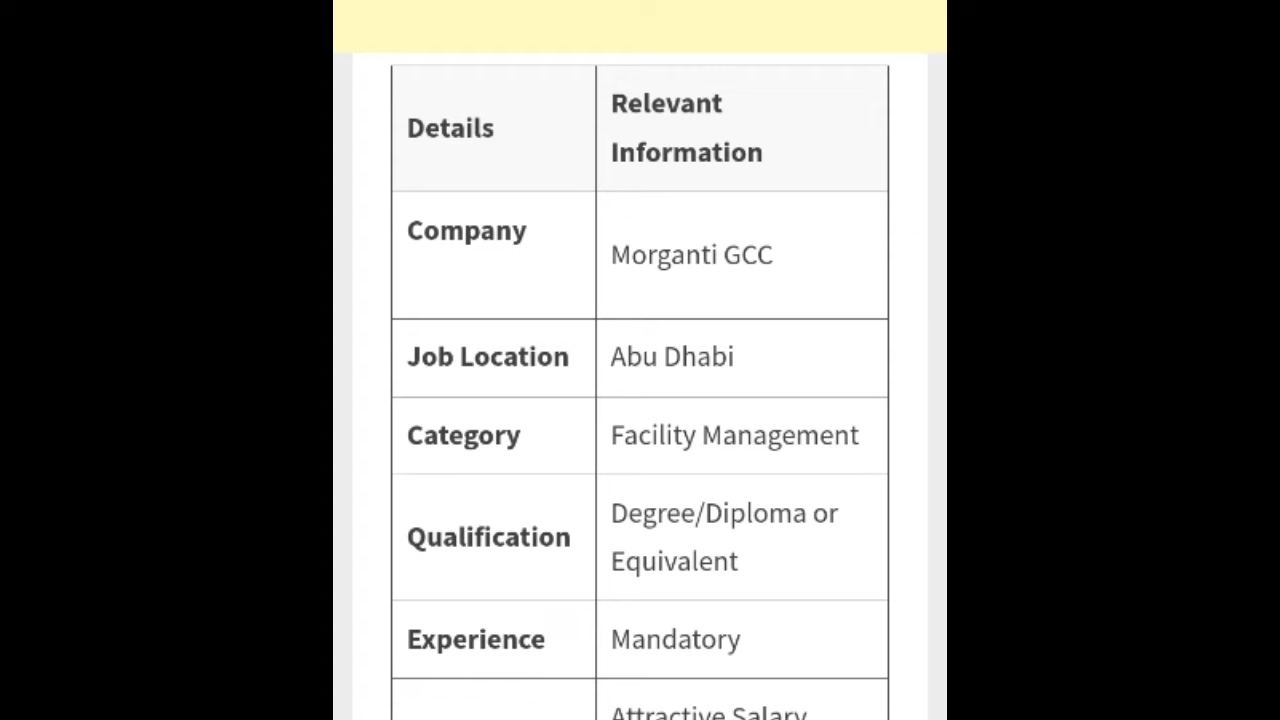 Details
Relevant
Information
Company
Morganti GCC
Job Location
Abu Dhabi
Category
Facility Management
Qualification
Degree/Diploma or
Equivalent
Experience
Mandatory
Attractive Salary